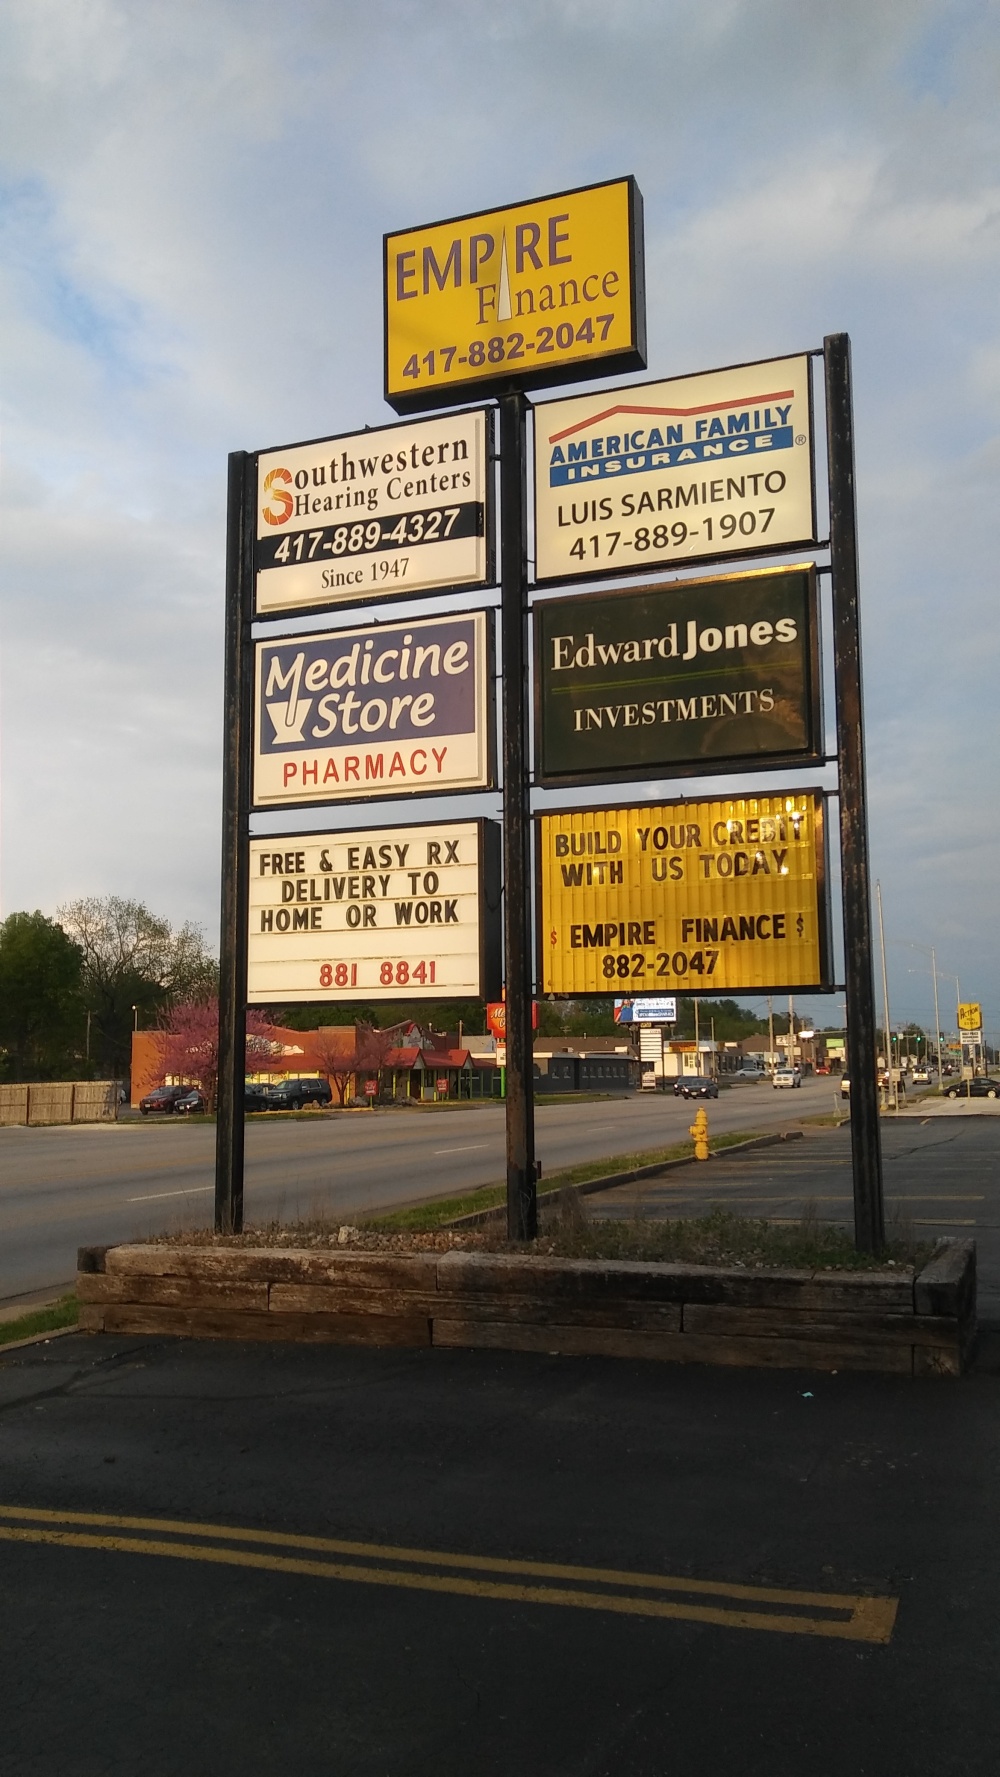 EMPIRE
Finance
417-882-2047
Southwestern
Hearing Centers
417-889-4327
Since 1947
AMERICAN FAMILY
INSURANCE ®
LUIS SARMIENTO
417-889-1907
Medicine
Store
PHARMACY
Edward Jones
INVESTMENTS
FREE & EASY RX
DELIVERY TO
HOME OR WORK
881 8841
BUILD YOUR CREDIT
WITH US TODAY
$ EMPIRE FINANCE $
882-2047